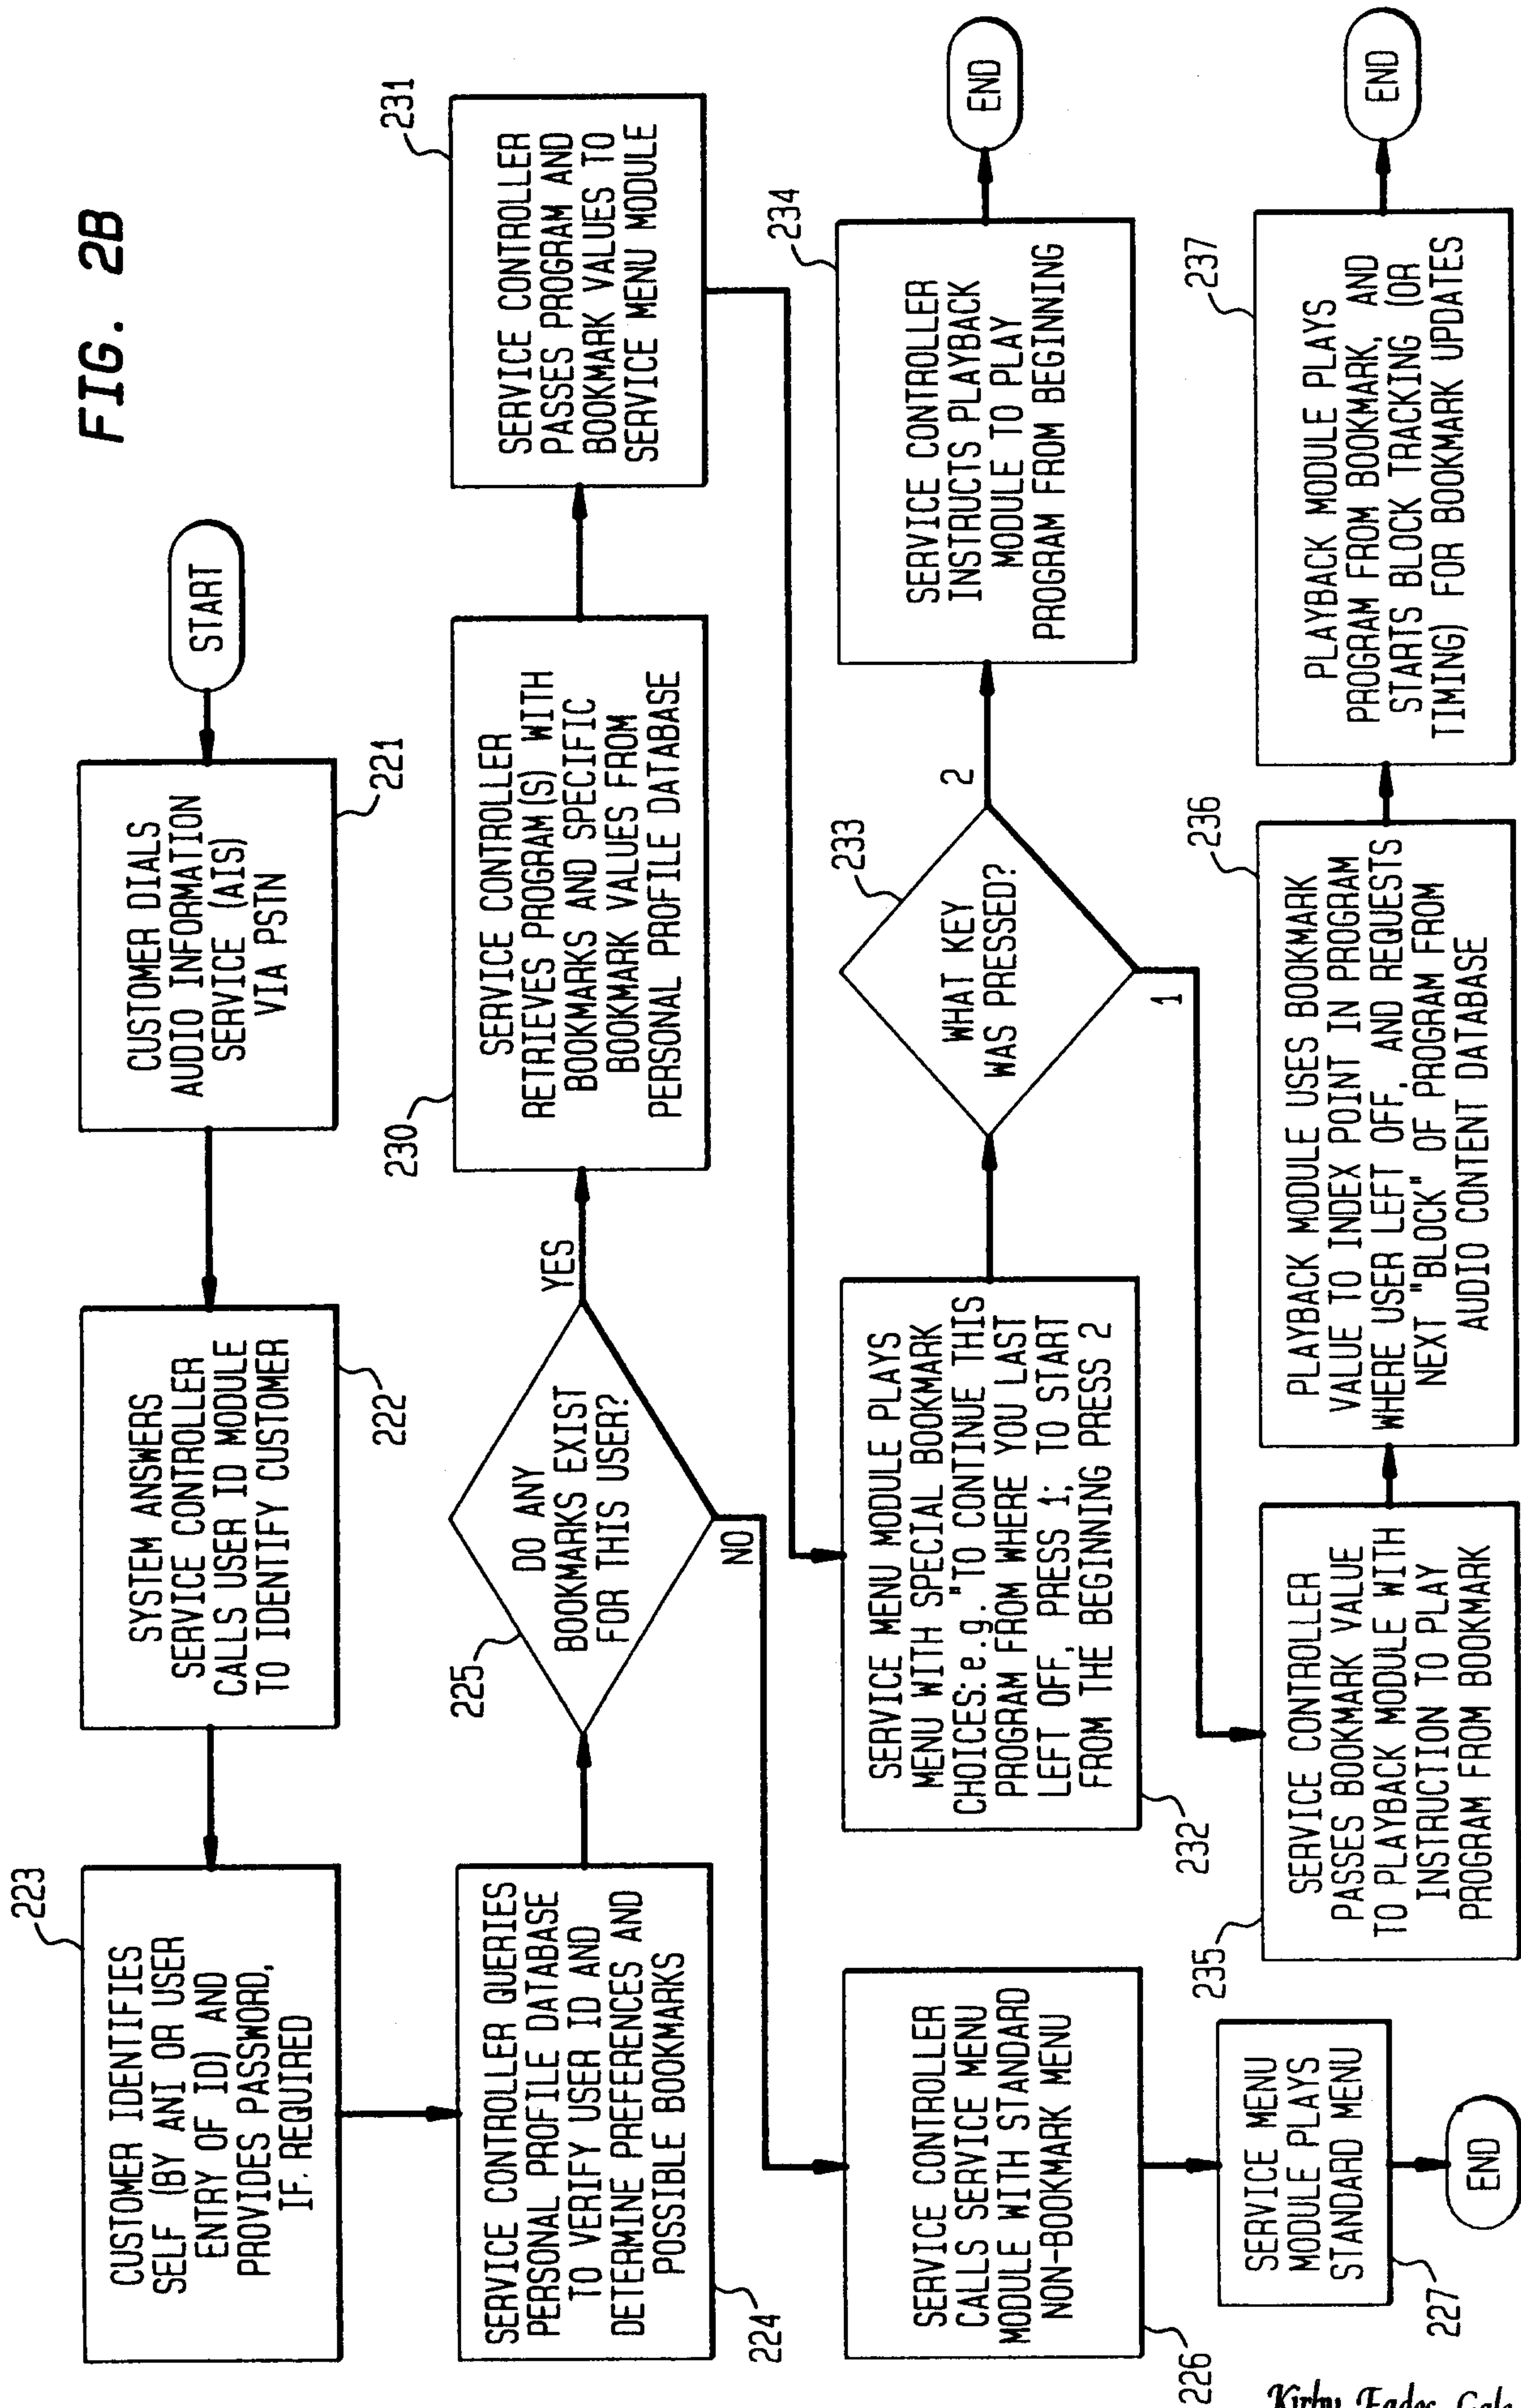 FIG. 2B
START
CUSTOMER DIALS
AUDIO INFORMATION
SERVICE (AIS)
VIA PSTN
221
SYSTEM ANSWERS
SERVICE CONTROLLER
CALLS USER ID MODULE
TO IDENTIFY CUSTOMER
222
223
CUSTOMER IDENTIFIES
SELF (BY ANI OR USER
ENTRY OF ID) AND
PROVIDES PASSWORD,
IF. REQUIRED
SERVICE CONTROLLER QUERIES
PERSONAL PROFILE DATABASE
TO VERIFY USER ID AND
DETERMINE PREFERENCES AND
POSSIBLE BOOKMARKS
224
225
DO ANY
BOOKMARKS EXIST
FOR THIS USER?
YES
NO
230
SERVICE CONTROLLER
RETRIEVES PROGRAM(S) WITH
BOOKMARKS AND SPECIFIC
BOOKMARK VALUES FROM
PERSONAL PROFILE DATABASE
231
SERVICE CONTROLLER
PASSES PROGRAM AND
BOOKMARK VALUES TO
SERVICE MENU MODULE
SERVICE CONTROLLER
CALLS SERVICE MENU
MODULE WITH STANDARD
NON-BOOKMARK MENU
226
SERVICE MENU
MODULE PLAYS
STANDARD MENU
227
END
SERVICE MENU MODULE PLAYS
MENU WITH SPECIAL BOOKMARK
CHOICES: e.g. "TO CONTINUE THIS
PROGRAM FROM WHERE YOU LAST
LEFT OFF, PRESS 1; TO START
FROM THE BEGINNING PRESS 2
232
233
WHAT KEY
WAS PRESSED?
2
1
234
SERVICE CONTROLLER
INSTRUCTS PLAYBACK
MODULE TO PLAY
PROGRAM FROM BEGINNING
END
235
SERVICE CONTROLLER
PASSES BOOKMARK VALUE
TO PLAYBACK MODULE WITH
INSTRUCTION TO PLAY
PROGRAM FROM BOOKMARK
236
PLAYBACK MODULE USES BOOKMARK
VALUE TO INDEX POINT IN PROGRAM
WHERE USER LEFT OFF, AND REQUESTS
NEXT "BLOCK" OF PROGRAM FROM
AUDIO CONTENT DATABASE
237
PLAYBACK MODULE PLAYS
PROGRAM FROM BOOKMARK, AND
STARTS BLOCK TRACKING (OR
TIMING) FOR BOOKMARK UPDATES
END
Kirby, Eades, Gale